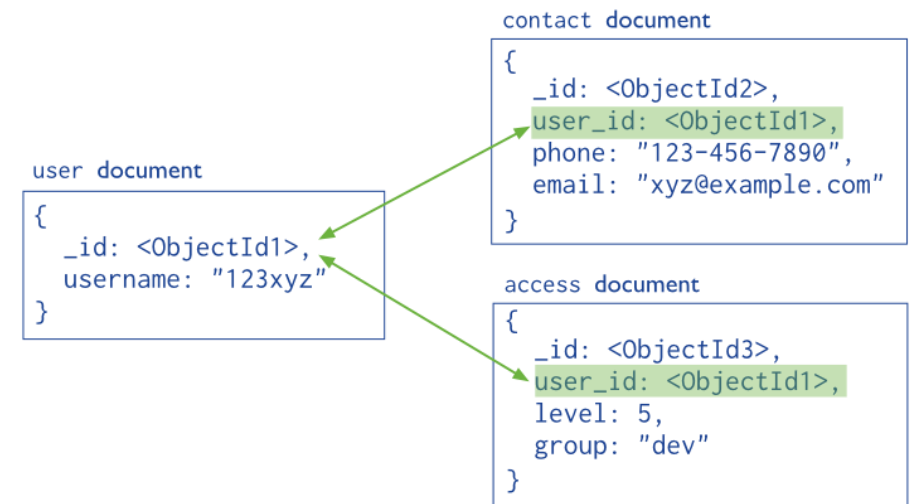 user document
{
_id: <ObjectId1>,
username: "123xyz"
}
contact document
{
_id: <ObjectId2>,
user_id: <ObjectId1>,
phone: "123-456-7890",
email: "xyz@example.com"
}
access document
{
_id: <ObjectId3>,
user_id: <ObjectId1>,
level: 5,
group: "dev"
}